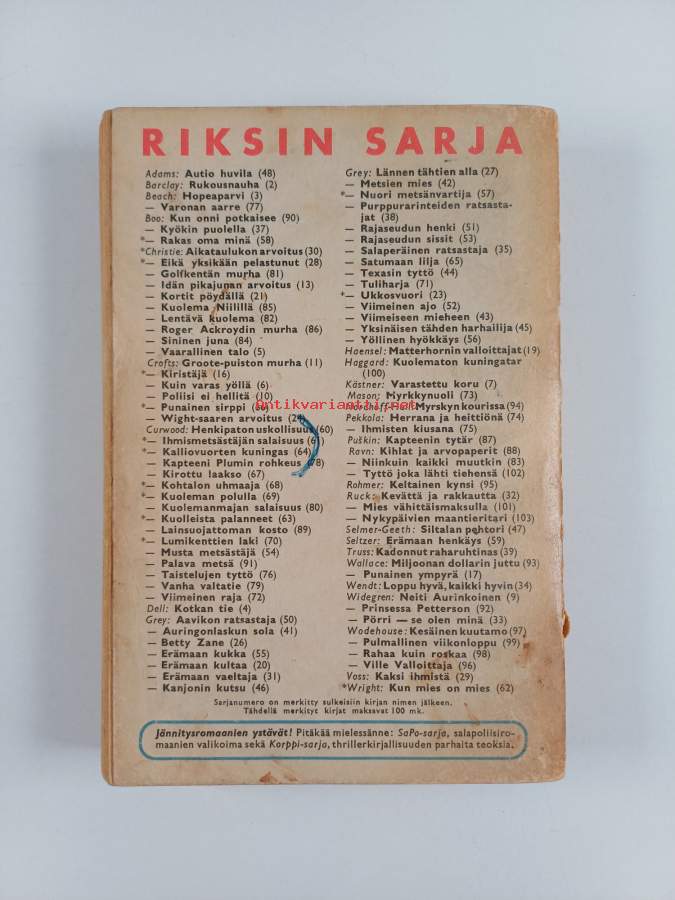 RIKSIN SARJA
Adams: Autio huvila (48)
Barclay: Rukousnauha (2)
Beach: Hopeaparvi (3)
— Varonan aarre (77)
Boo: Kun onni potkaisee (90)
— Kyökin puolella (37)
*— Rakas oma minä (58)
*Christie: Aikataulukon arvoitus (30)
*— Eikä yksikään pelastunut (28)
— Golfkentän murha (81)
— Idän pikajunan arvoitus (13)
— Kortit pöydällä (21)
— Kuolema Niilillä (85)
— Lentävä kuolema (82)
— Roger Ackroydin murha (86)
— Sininen juna (84)
— Vaarallinen talo (5)
Crofts: Groote-puiston murha (11)
*— Kiristäjä (16)
— Kuin varas yöllä (6)
— Poliisi ei hellitä (10)
*— Punainen sirppi
— Wight-saaren arvoitus
Curwood: Henkipaton uskollisuus (60)
*— Ihmismetsästäjän salaisuus (61)
*— Kalliovuorten kuningas (64)
— Kapteeni Plumin rohkeus (78)
— Kirottu laakso (67)
*— Kohtalon uhmaaja (68)
*— Kuoleman polulla (69)
— Kuolemanmajan salaisuus (80)
*— Kuolleista palanneet (63)
— Lainsuojattoman kosto (89)
*— Lumikenttien laki (70)
— Musta metsästäjä (54)
— Palava metsä (91)
— Taistelujen tyttö (76)
— Vanha valtatie (79)
— Viimeinen raja (72)
Dell: Kotkan tie (4)
Grey: Aavikon ratsastaja (50)
— Auringonlaskun sola (41)
— Betty Zane (26)
— Erämaan kukka (55)
— Erämaan kultaa (20)
— Erämaan vaeltaja (31)
— Kanjonin kutsu (46)
Grey: Lännen tähtien alla (27)
— Metsien mies (42)
*— Nuori metsänvartija (57)
— Purppurarinteiden ratsasta-
jat (38)
— Rajaseudun henki (51)
— Rajaseudun sissit (53)
— Salaperäinen ratsastaja (35)
— Satumaan lilja (65)
— Texasin tyttö (44)
— Tuliharja (71)
*— Ukkosvuori (23)
— Viimeinen ajo (52)
— Viimeiseen mieheen (43)
— Yksinäisen tähden harhailija (45)
— Yöllinen hyökkäys (56)
Haensel: Matterhornin valloittajat (19)
Haggard: Kuolematon kuningatar
(100)
Kästner: Varastettu koru (7)
Mason: Myrkkynuoli (73)
Nordhoff-Hall: Myrskyn kourissa (94)
Pekkola: Herrana ja heittiönä (74)
— Ihmisten kiusana (75)
Puškin: Kapteenin tytär (87)
Ravn: Kihlat ja arvopaperit (88)
— Niinkuin kaikki muutkin (83)
— Tyttö joka lähti tiehensä (102)
Rohmer: Keltainen kynsi (95)
Ruck: Kevättä ja rakkautta (32)
— Mies vähittäismaksulla (101)
— Nykypäivien maantieritari (103)
Selmer-Geeth: Siltalan pehtori (47)
Seltzer: Erämaan henkäys (59)
Truss: Kadonnut raharuhtinas (39)
Wallace: Miljoonan dollarin juttu (93)
— Punainen ympyrä (17)
Wendt: Loppu hyvä, kaikki hyvin (34)
Widegren: Neiti Aurinkoinen (9)
— Prinsessa Petterson (92)
— Pörri — se olen minä (33)
Wodehouse: Kesäinen kuutamo (97)
— Pulmallinen viikonloppu (99)
— Rahaa kuin roskaa (98)
— Ville Valloittaja (96)
Voss: Kaksi ihmistä (29)
*Wright: Kun mies on mies (62)
Antikvariaatti.net
Sarjanumero on merkitty sulkeisiin kirjan nimen jälkeen.
Tähdellä merkityt kirjat maksavat 100 mk.
Jännitysromaanien ystävät! Pitäkää mielessänne: SaPo-sarja, salapoliisiro-
maanien valikoima sekä Korppi-sarja, thrillerkirjallisuuden parhaita teoksia.